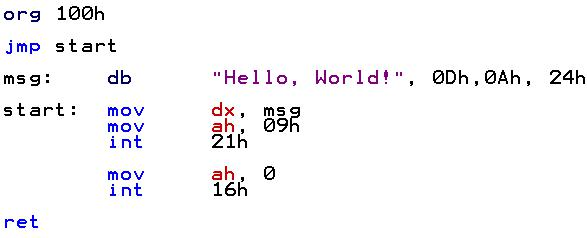 org 100h
jmp start
msg: db "Hello, World!", 0Dh,0Ah, 24h
start: mov dx, msg
mov ah, 09h
int 21h
mov ah, 0
int 16h
ret